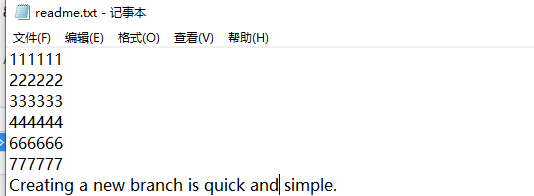 readme.txt - 记事本
文件(F) 编辑(E) 格式(O) 查看(V) 帮助(H)
111111
222222
333333
444444
666666
777777
Creating a new branch is quick and simple.